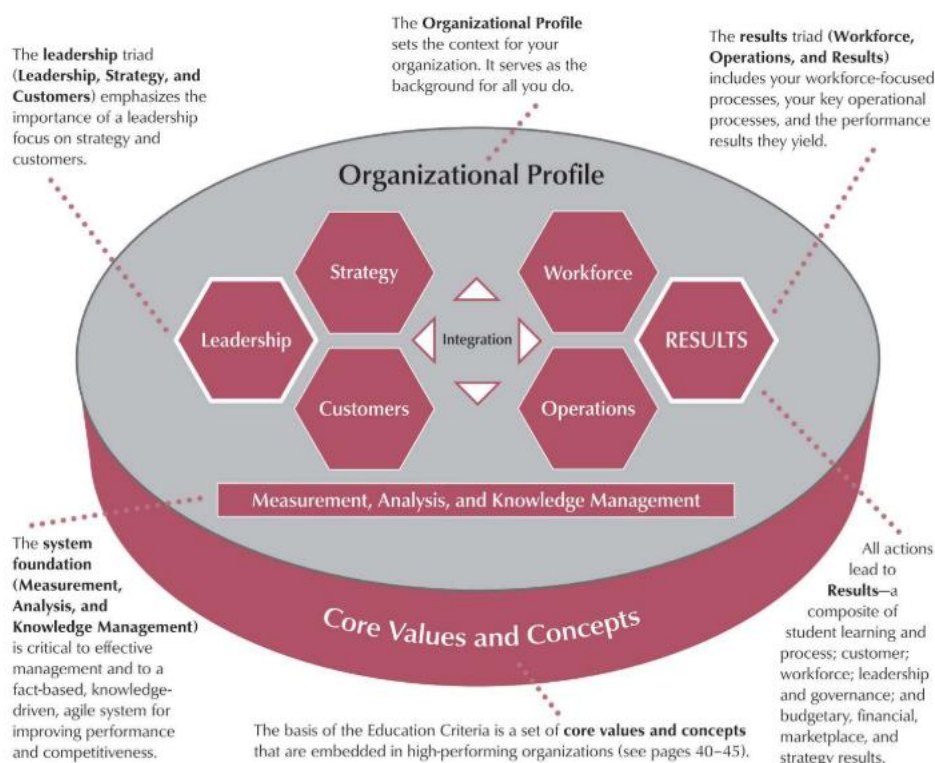 The Organizational Profile
sets the context for your
organization. It serves as the
background for all you do.
The leadership triad
(Leadership, Strategy, and
Customers) emphasizes the
importance of a leadership
focus on strategy and
customers.
The results triad (Workforce,
Operations, and Results)
includes your workforce-focused
processes, your key operational
processes, and the performance
results they yield.
Organizational Profile
Strategy
Workforce
Leadership
Integration
RESULTS
Customers
Operations
Measurement, Analysis, and Knowledge Management
Core Values and Concepts
The system
foundation
(Measurement,
Analysis, and
Knowledge Management)
is critical to effective
management and to a
fact-based, knowledge-
driven, agile system for
improving performance
and competitiveness.
All actions
lead to
Results—a
composite of
student learning and
process; customer;
workforce; leadership
and governance; and
budgetary, financial,
marketplace, and
strategy results.
The basis of the Education Criteria is a set of core values and concepts
that are embedded in high-performing organizations (see pages 40–45).